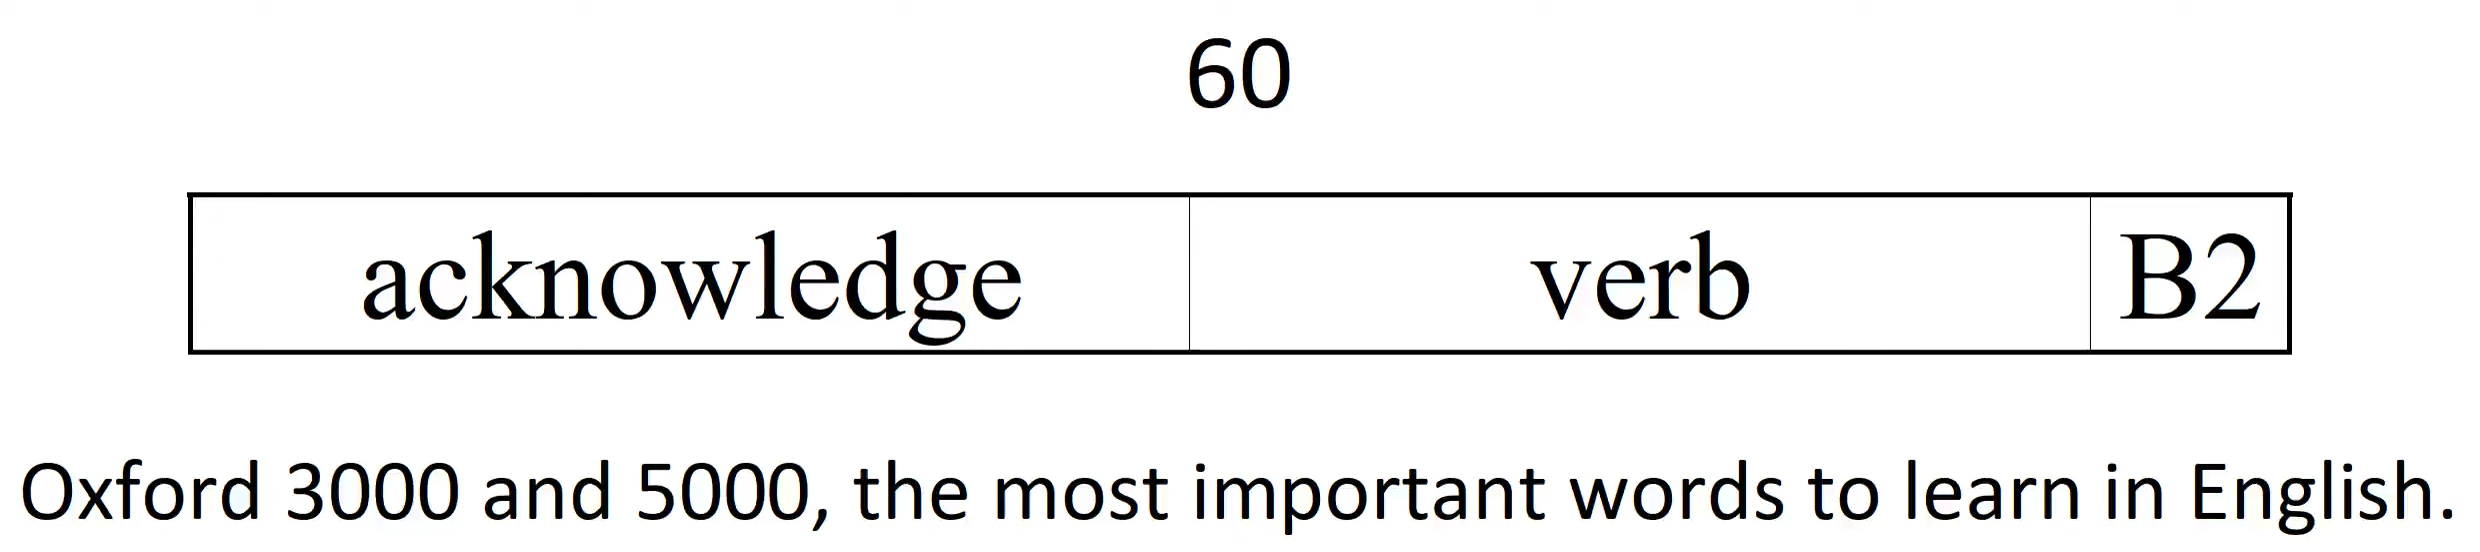 60
acknowledge verb B2
Oxford 3000 and 5000, the most important words to learn in English.